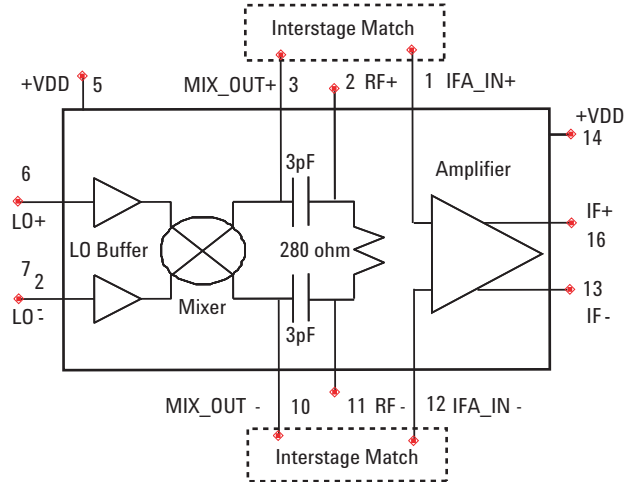 Interstage Match
+VDD 5
MIX_OUT+ 3
2 RF+
1 IFA_IN+
+VDD
14
6
LO+
3pF
Amplifier
IF+
16
LO Buffer
280 ohm
7
2
LO -
Mixer
3pF
13
IF -
MIX_OUT - 10
11 RF -
12 IFA_IN -
Interstage Match